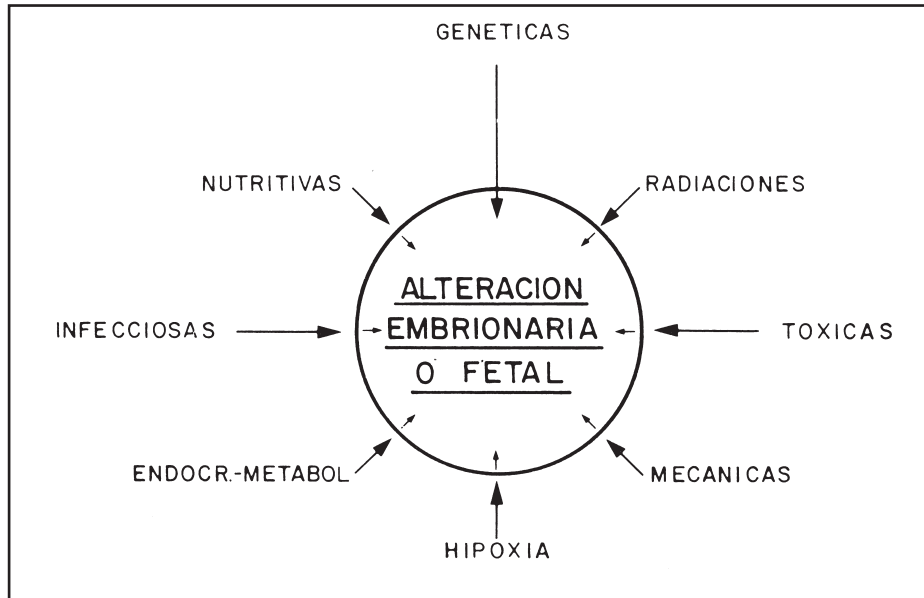 GENETICAS
NUTRITIVAS
RADIACIONES
ALTERACION
EMBRIONARIA
O FETAL
INFECCIOSAS
TOXICAS
ENDOCR.-METABOL
MECANICAS
HIPOXIA